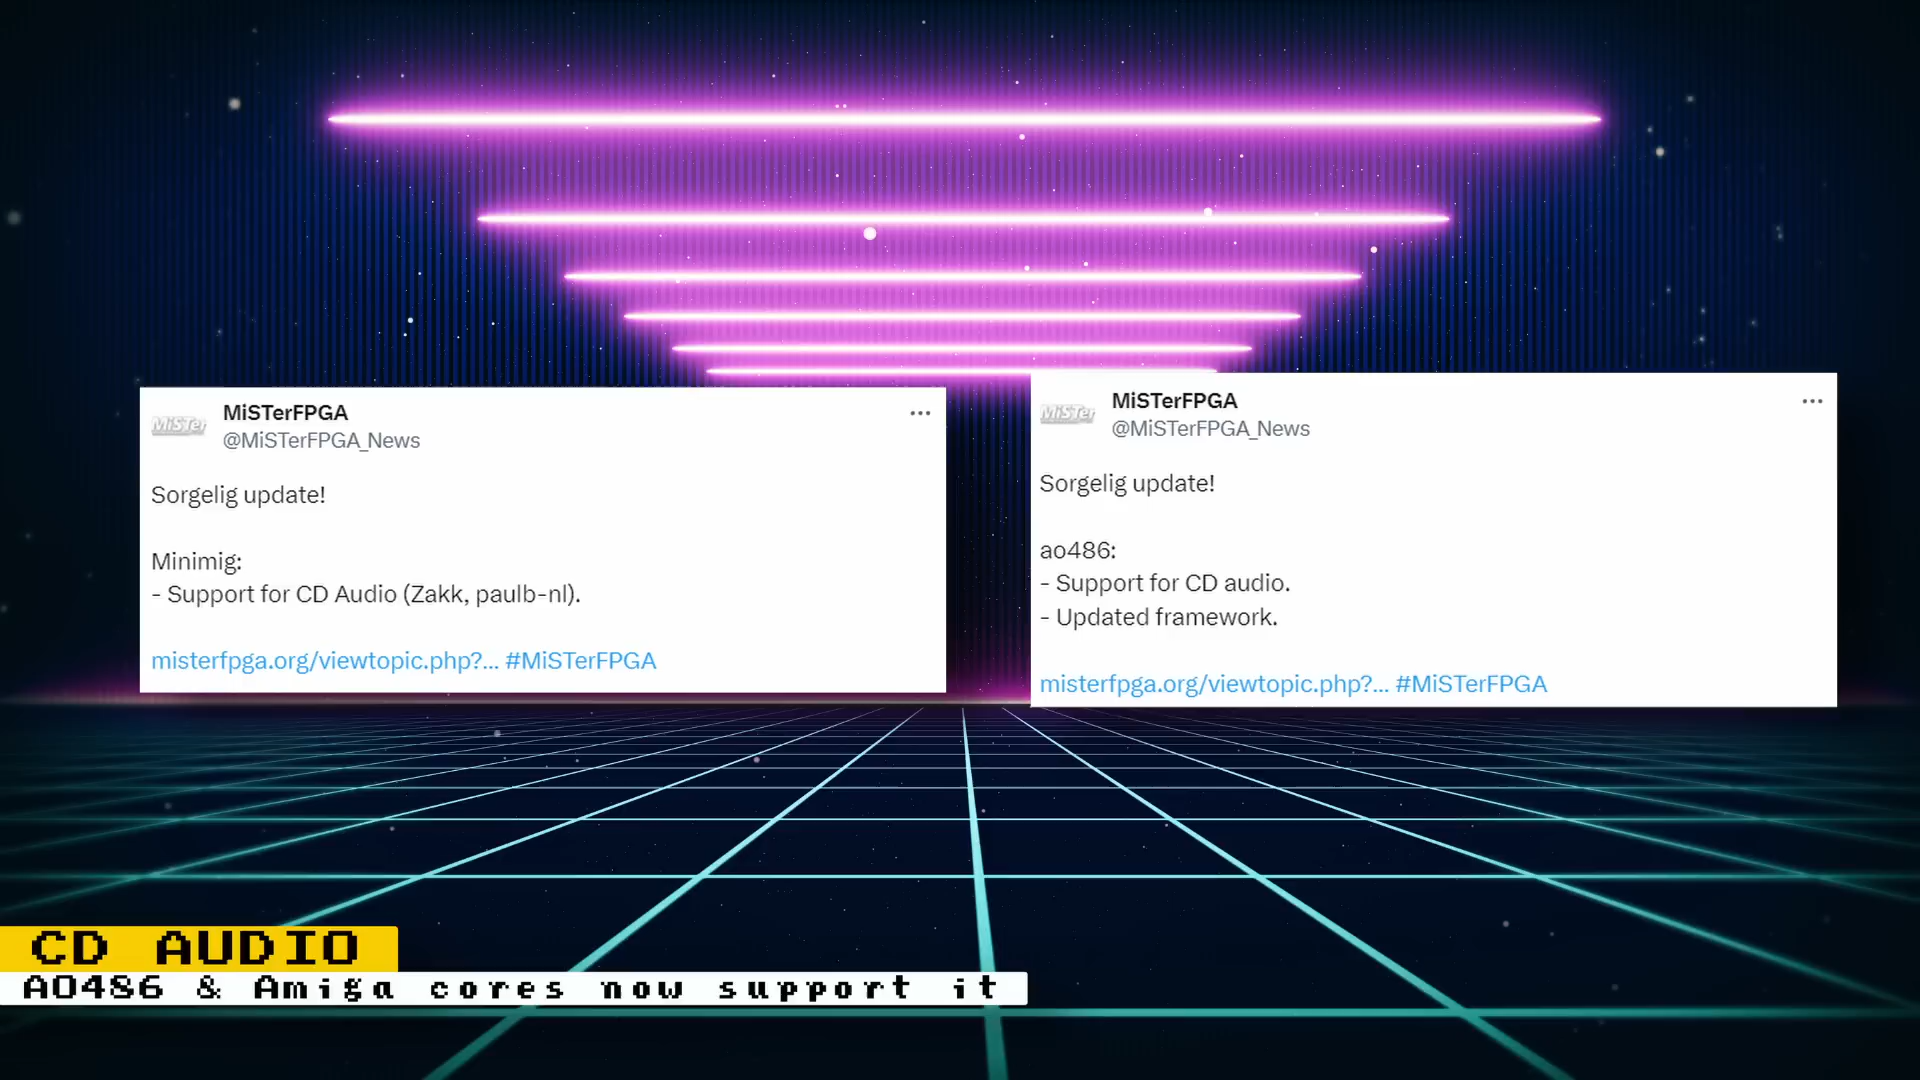 MiSTer
MiSTerFPGA
@MiSTerFPGA_News
Sorgelig update!
Minimig:
- Support for CD Audio (Zakk, paulb-nl).
misterfpga.org/viewtopic.php?... #MiSTerFPGA
MiSTer
MiSTerFPGA
@MiSTerFPGA_News
Sorgelig update!
ao486:
- Support for CD audio.
- Updated framework.
misterfpga.org/viewtopic.php?... #MiSTerFPGA
CD AUDIO
AO486 & Amiga cores now support it